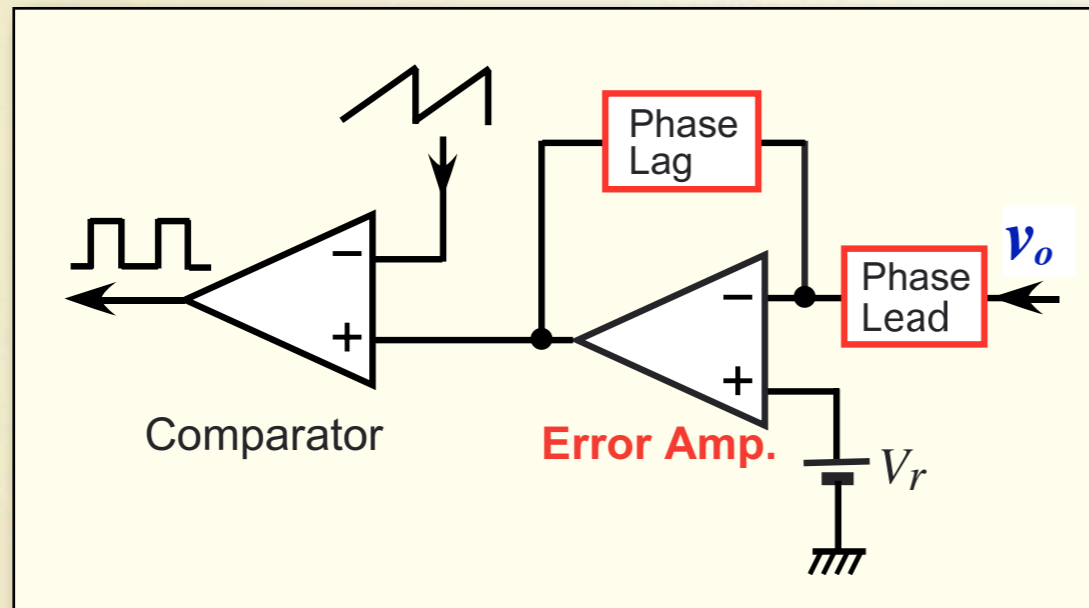 Phase
Lag
v_o
Phase
Lead
−
+
−
+
Comparator
Error Amp.
V_r